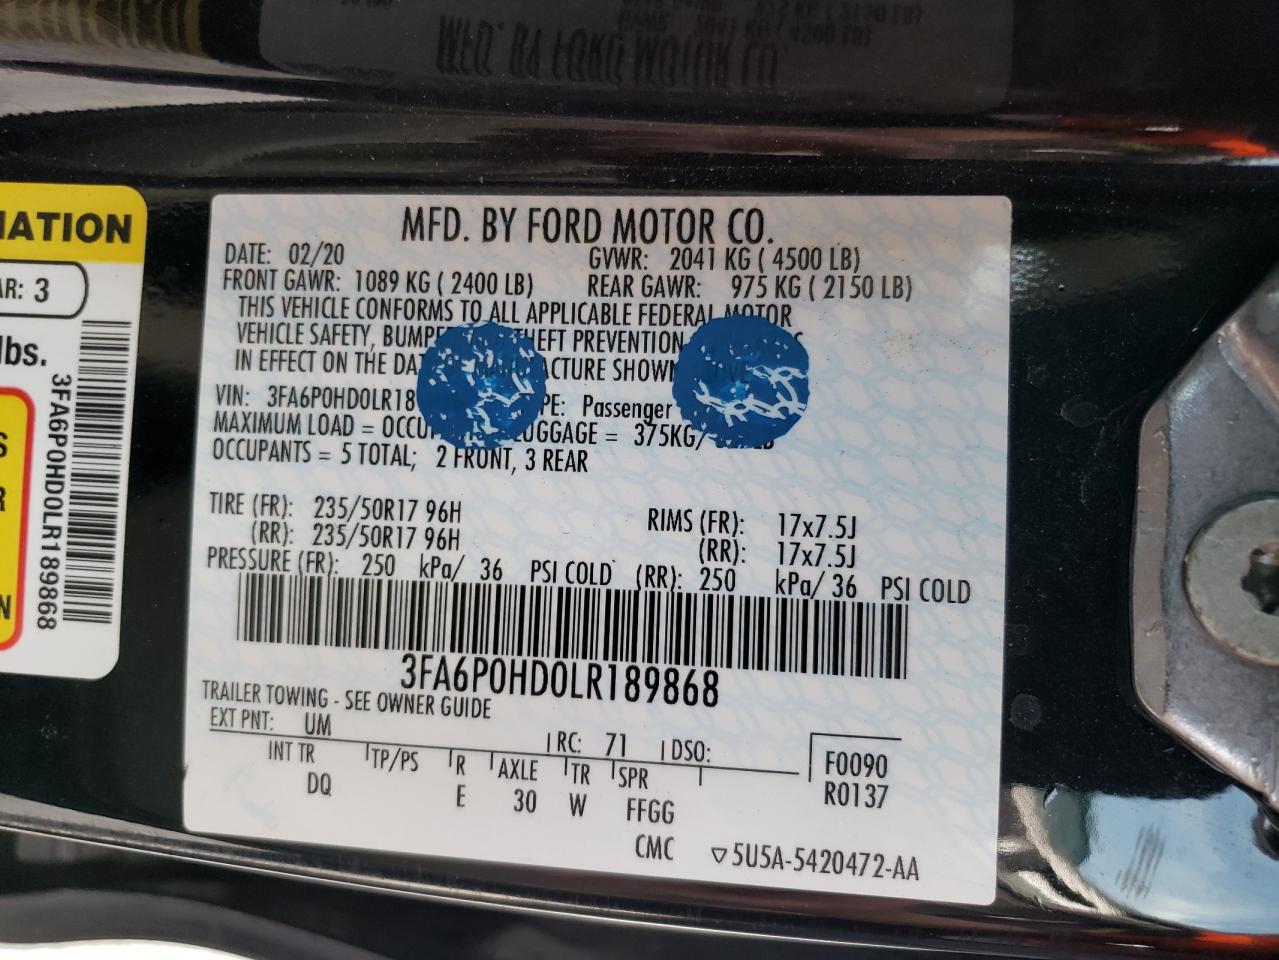 MFD. BY FORD MOTOR CO.
DATE: 02/20 GVWR: 2041 KG ( 4500 LB)
FRONT GAWR: 1089 KG ( 2400 LB) REAR GAWR: 975 KG ( 2150 LB)
THIS VEHICLE CONFORMS TO ALL APPLICABLE FEDERAL MOTOR
VEHICLE SAFETY, THEFT PREVENTION
IN EFFECT ON THE SHOWN
VIN: 3FA6P0HD0LR18 Passenger
MAXIMUM LOAD = LUGGAGE = 375KG/
OCCUPANTS = 5 TOTAL; 2 FRONT, 3 REAR
TIRE (FR): 235/50R17 96H RIMS (FR): 17x7.5J
(RR): 235/50R17 96H (RR): 17x7.5J
PRESSURE (FR): 250 kPa/ 36 PSI COLD (RR): 250 kPa/ 36 PSI COLD
3FA6P0HD0LR189868
TRAILER TOWING - SEE OWNER GUIDE
EXT PNT: UM RC: 71 DSO:
INT TR TP/PS R AXLE TR SPR F0090
DQ E 30 W FFGG R0137
CMC ▽5U5A-5420472-AA
MATION
AR: 3
lbs.
3FA6P0HD0LR189868
S
R
N
MFD. BY FORD MOTOR CO.